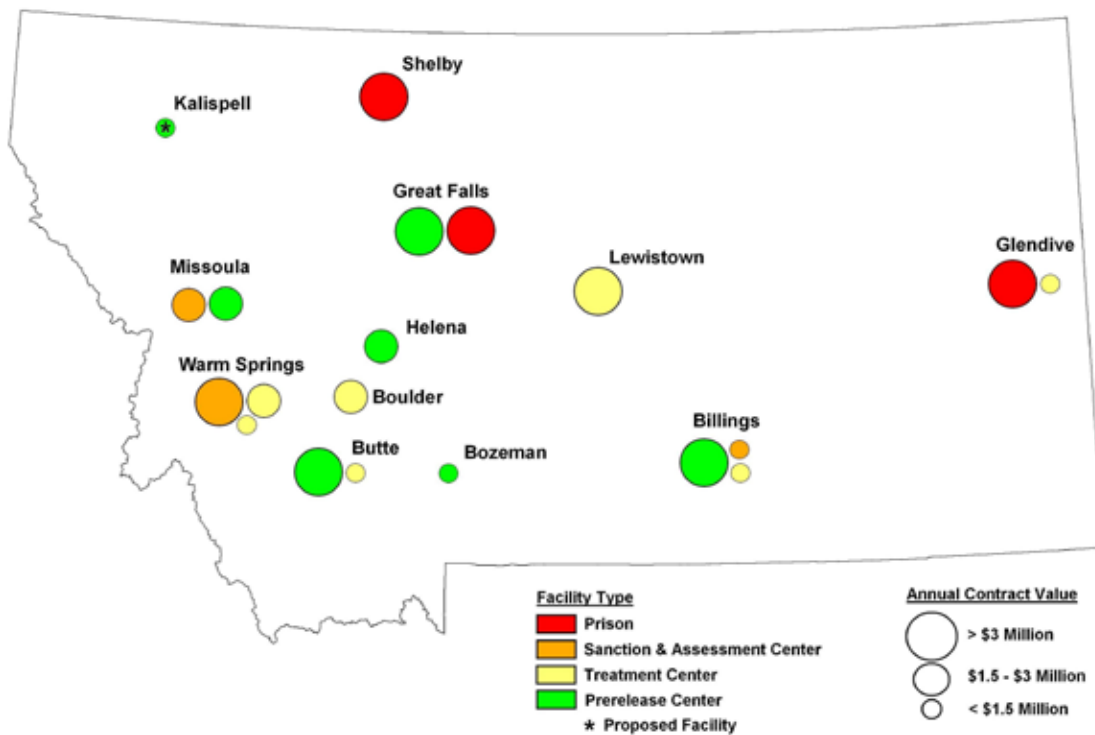 Shelby
Kalispell
*
Great Falls
Lewistown
Glendive
Missoula
Helena
Warm Springs
Boulder
Billings
Butte
Bozeman
Facility Type
Prison
Sanction & Assessment Center
Treatment Center
Prerelease Center
* Proposed Facility
Annual Contract Value
> $3 Million
$1.5 - $3 Million
< $1.5 Million